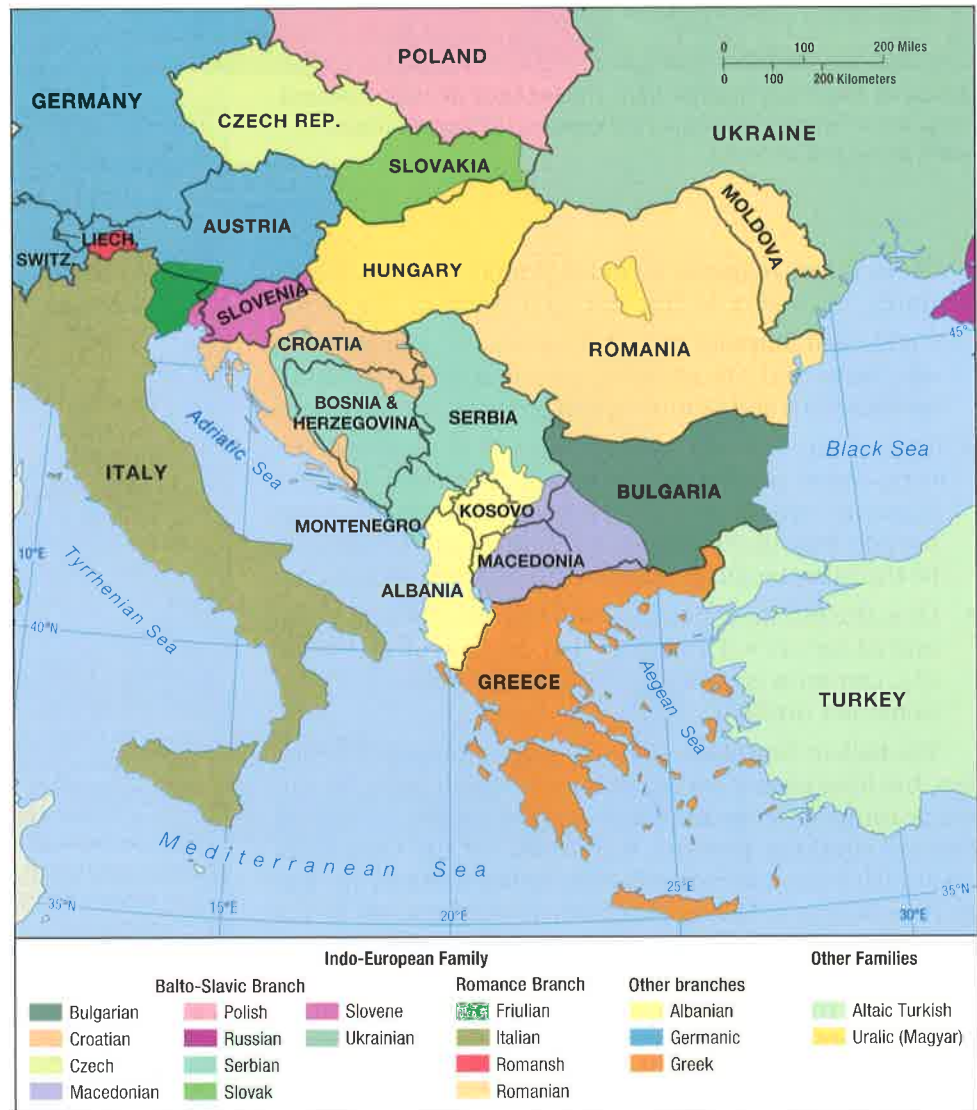 POLAND
0 100 200 Miles
0 100 200 Kilometers
GERMANY
CZECH REP.
UKRAINE
SLOVAKIA
MOLDOVA
AUSTRIA
LIECH.
SWITZ.
HUNGARY
SLOVENIA
45°
CROATIA
ROMANIA
BOSNIA &
HERZEGOVINA
SERBIA
Adriatic Sea
Black Sea
ITALY
BULGARIA
KOSOVO
MONTENEGRO
10°E
MACEDONIA
Tyrrhenian Sea
ALBANIA
40°N
GREECE
Aegean Sea
TURKEY
Mediterranean Sea
35°N
15°E
20°E
25°E
30°E
35°N
Indo-European Family
Other Families
Balto-Slavic Branch
Romance Branch
Other branches
Bulgarian
Croatian
Czech
Macedonian
Polish
Russian
Serbian
Slovak
Slovene
Ukrainian
Friulian
Italian
Romansh
Romanian
Albanian
Germanic
Greek
Altaic Turkish
Uralic (Magyar)